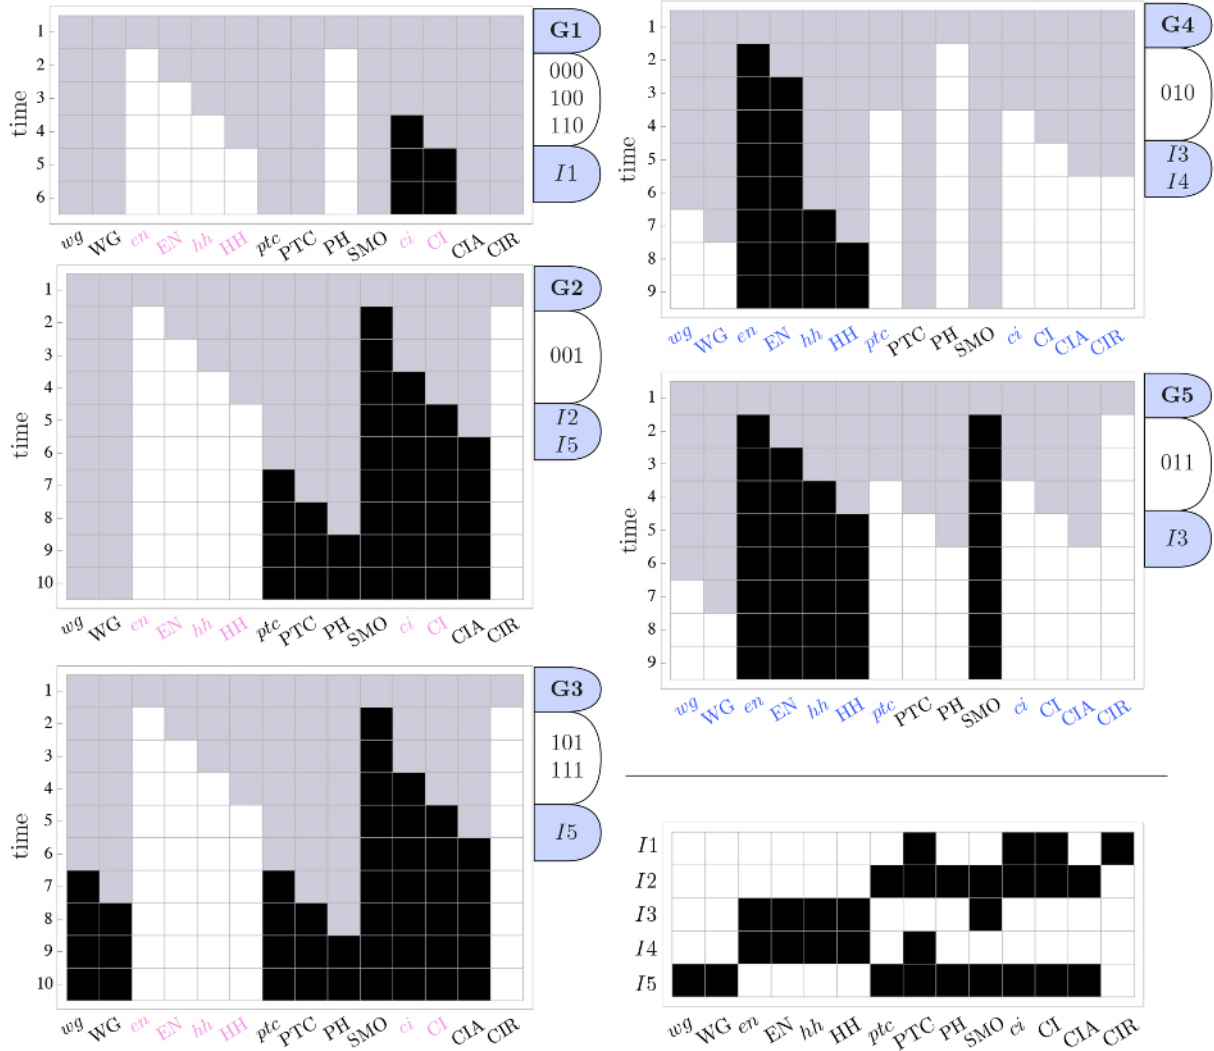 time
1
2
3
4
5
6
wg WG en EN hh HH ptc PTC PH SMO ci CI CIA CIR
G1
000
100
110
I1
time
1
2
3
4
5
6
7
8
9
10
wg WG en EN hh HH ptc PTC PH SMO ci CI CIA CIR
G2
001
I2
I5
time
1
2
3
4
5
6
7
8
9
10
wg WG en EN hh HH ptc PTC PH SMO ci CI CIA CIR
G3
101
111
I5
time
1
2
3
4
5
6
7
8
9
wg WG en EN hh HH ptc PTC PH SMO ci CI CIA CIR
G4
010
I3
I4
time
1
2
3
4
5
6
7
8
9
wg WG en EN hh HH ptc PTC PH SMO ci CI CIA CIR
G5
011
I3
I1
I2
I3
I4
I5
wg WG en EN hh HH ptc PTC PH SMO ci CI CIA CIR